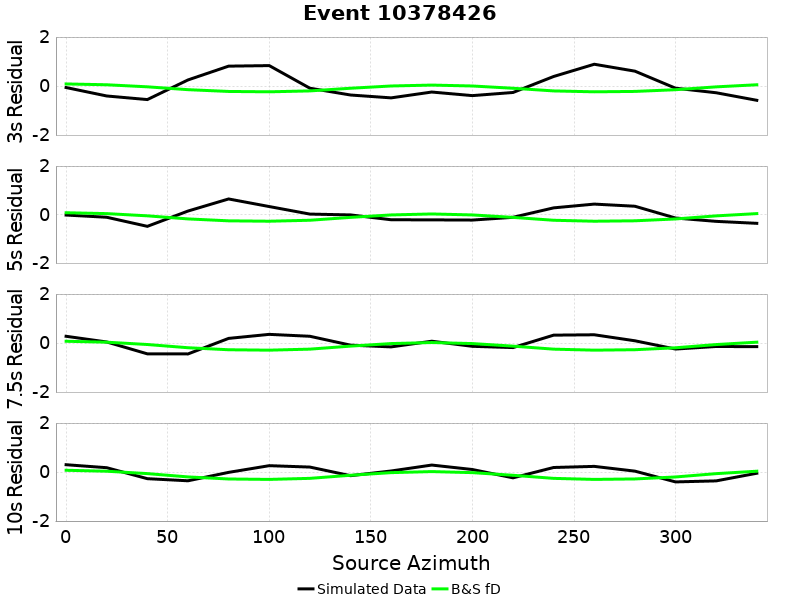 Event 10378426
3s Residual
2
0
-2
5s Residual
2
0
-2
7.5s Residual
2
0
-2
10s Residual
2
0
-2
0 50 100 150 200 250 300
Source Azimuth
Simulated Data B&S fD